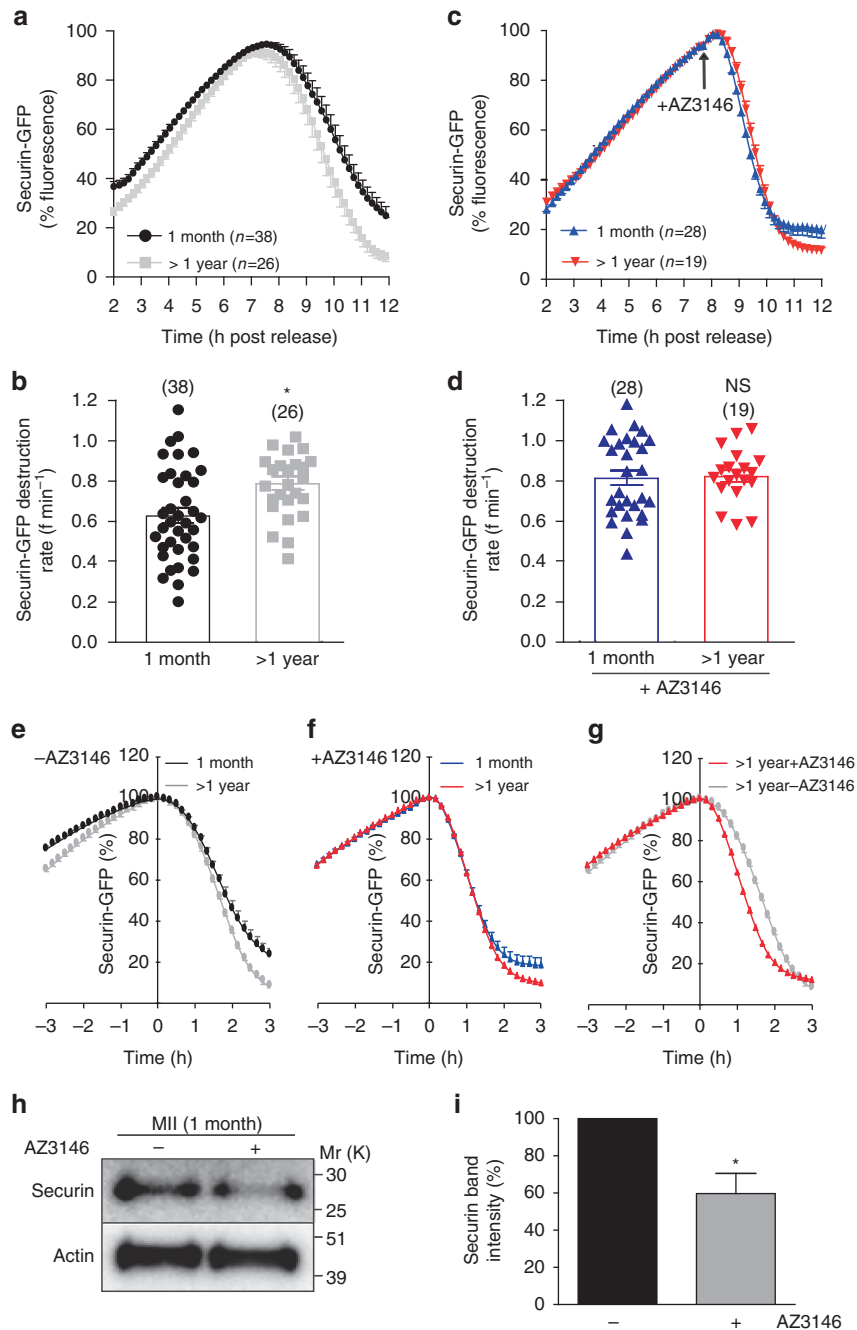 a
100
80
60
40
20
0
Securin-GFP
(% fluorescence)
1 month (n=38)
> 1 year (n=26)
2 3 4 5 6 7 8 9 10 11 12
Time (h post release)
c
100
80
60
40
20
0
Securin-GFP
(% fluorescence)
+AZ3146
1 month (n=28)
> 1 year (n=19)
2 3 4 5 6 7 8 9 10 11 12
Time (h post release)
b
1.2
1.0
0.8
0.6
0.4
0.2
0.0
Securin-GFP destruction
rate (f min⁻¹)
(38)
*
(26)
1 month >1 year
d
1.2
1.0
0.8
0.6
0.4
0.2
0.0
Securin-GFP destruction
rate (f min⁻¹)
(28)
NS
(19)
1 month >1 year
+ AZ3146
e
–AZ3146
120
100
80
60
40
20
Securin-GFP (%)
1 month
>1 year
–3 –2 –1 0 1 2 3
Time (h)
f
+AZ3146
120
100
80
60
40
20
Securin-GFP (%)
1 month
>1 year
–3 –2 –1 0 1 2 3
Time (h)
g
120
100
80
60
40
20
Securin-GFP (%)
>1 year+AZ3146
>1 year–AZ3146
–3 –2 –1 0 1 2 3
Time (h)
h
MII (1 month)
AZ3146 – + Mr (K)
Securin
30
25
Actin
51
39
i
100
80
60
40
20
0
Securin band
intensity (%)
*
– + AZ3146